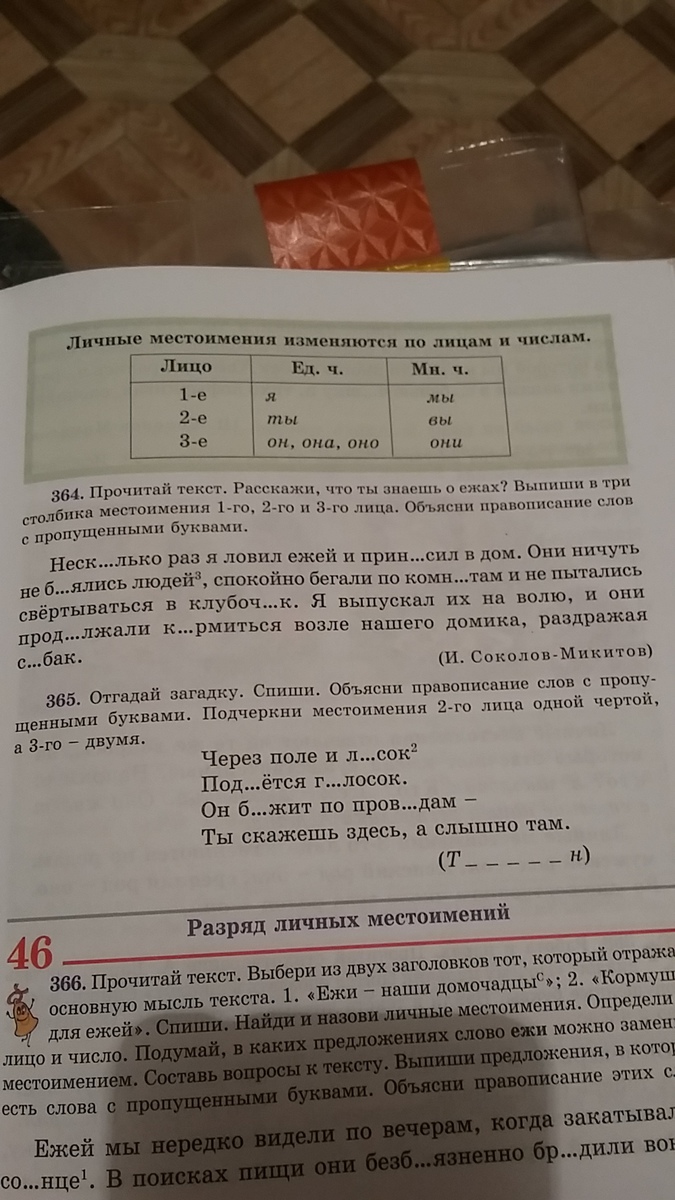 Личные местоимения изменяются по лицам и числам.
Лицо Ед. ч. Мн. ч.
1-е я мы
2-е ты вы
3-е он, она, оно они
364. Прочитай текст. Расскажи, что ты знаешь о ежах? Выпиши в три
столбика местоимения 1-го, 2-го и 3-го лица. Объясни правописание слов
с пропущенными буквами.
Неск...лько раз я ловил ежей и прин...сил в дом. Они ничуть
не б...ялись людей³, спокойно бегали по комн...там и не пытались
свёртываться в клубоч...к. Я выпускал их на волю, и они
прод...лжали к...рмиться возле нашего домика, раздражая
с...бак.
(И. Соколов-Микитов)
365. Отгадай загадку. Спиши. Объясни правописание слов с пропу-
щенными буквами. Подчеркни местоимения 2-го лица одной чертой,
а 3-го – двумя.
Через поле и л...сок²
Под...ётся г...лосок.
Он б...жит по пров...дам –
Ты скажешь здесь, а слышно там.
(Т _ _ _ _ _ н)
Разряд личных местоимений
46
366. Прочитай текст. Выбери из двух заголовков тот, который отража
основную мысль текста. 1. «Ежи – наши домочадцыᶜ»; 2. «Кормуш
для ежей». Спиши. Найди и назови личные местоимения. Определи
лицо и число. Подумай, в каких предложениях слово ежи можно замени
местоимением. Составь вопросы к тексту. Выпиши предложения, в котор
есть слова с пропущенными буквами. Объясни правописание этих сл
Ежей мы нередко видели по вечерам, когда закатывал
со...нце¹. В поисках пищи они безб...язненно бр...дили вок